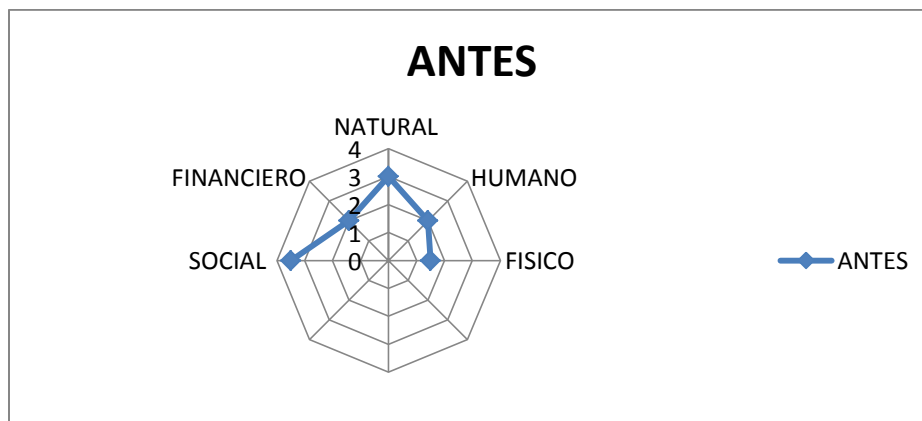 ANTES
NATURAL
4
FINANCIERO
3
HUMANO
2
1
SOCIAL
0
FISICO
ANTES